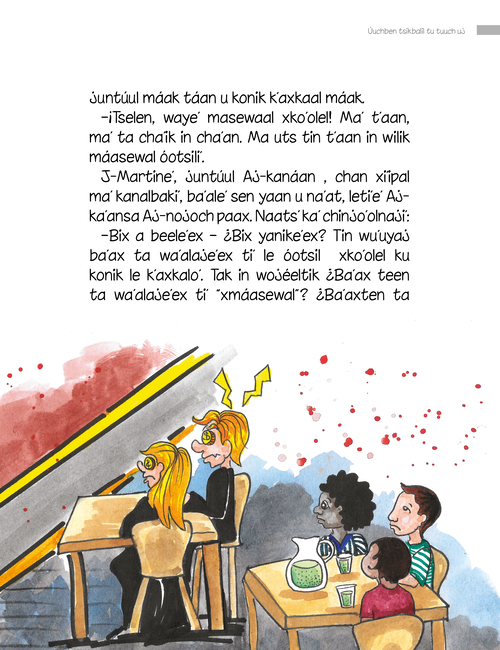 Úuchben tsikbalil tu tuuch uj
juntúul máak táan u konik k'axkaal máak.
–¡Tselen, waye' masewaal xko'olel! Ma' t'aan,
ma' ta cha'ik in cha'an. Ma uts tin t'aan in wilik
máasewal óotsili'.
J-Martine', juntúul Aj-kanáan , chan xiipal
ma' kanalbaki', ba'ale' sen yaan u na'at, letie' Aj-
ka'ansa Aj-nojoch paax. Naats' ka' chinjo'olnaji':
–Bix a beele'ex – ¿Bix yanike'ex? Tin wu'uyaj
ba'ax ta wa'alaje'ex ti' le óotsil xko'olel ku
konik le k'axkalo'. Tak in wojéeltik ¿Ba'ax teen
ta wa'alaje'ex ti' "xmáasewal"? ¿Ba'axten ta